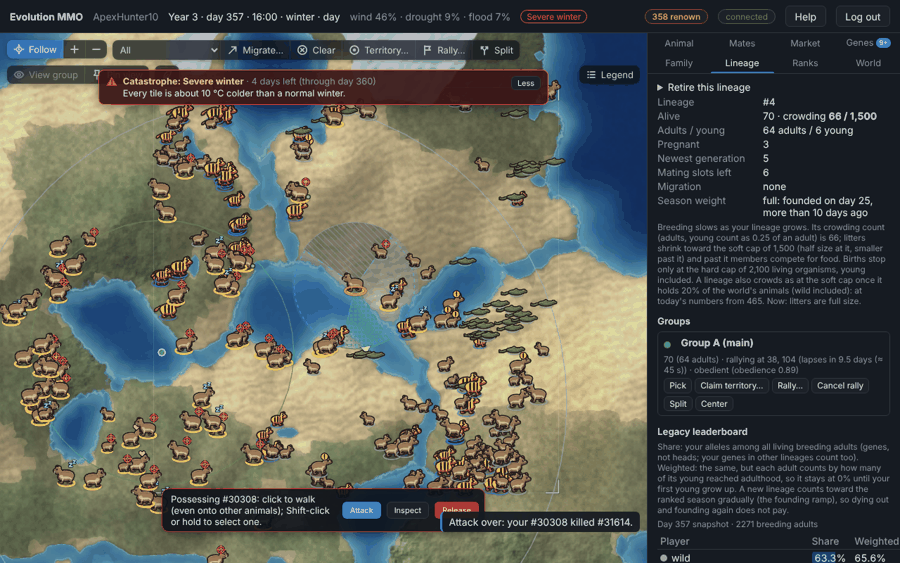 Evolution MMO ApexHunter10 Year 3 · day 357 · 16:00 · winter · day wind 46% · drought 9% · flood 7% Severe winter 358 renown connected Help Log out
Follow + − All Migrate... Clear Territory... Rally... Split
View group
Legend
Catastrophe: Severe winter · 4 days left (through day 360)
Every tile is about 10 °C colder than a normal winter.
Less
Possessing #30308: click to walk
(even onto other animals); Shift-click
or hold to select one.
Attack Inspect Release
Attack over: your #30308 killed #31614.
Animal Mates Market Genes 9+
Family Lineage Ranks World
▶ Retire this lineage
Lineage #4
Alive 70 · crowding 66 / 1,500
Adults / young 64 adults / 6 young
Pregnant 3
Newest generation 5
Mating slots left 6
Migration none
Season weight full: founded on day 25,
more than 10 days ago
Breeding slows as your lineage grows. Its crowding count
(adults, young count as 0.25 of an adult) is 66; litters
shrink toward the soft cap of 1,500 (half size at it, smaller
past it) and past it members compete for food. Births stop
only at the hard cap of 2,100 living organisms, young
included. A lineage also crowds as at the soft cap once it
holds 20% of the world's animals (wild included): at
today's numbers from 465. Now: litters are full size.
Groups
Group A (main)
70 (64 adults) · rallying at 38, 104 (lapses in 9.5 days (≈
45 s)) · obedient (obedience 0.89)
Pick Claim territory... Rally... Cancel rally
Split Center
Legacy leaderboard
Share: your alleles among all living breeding adults (genes,
not heads; your genes in other lineages count too).
Weighted: the same, but each adult counts by how many
of its young reached adulthood, so it stays at 0% until your
first young grow up. A new lineage counts toward the
ranked season gradually (the founding ramp), so dying out
and founding again does not pay.
Day 357 snapshot · 2271 breeding adults
Player Share Weighted
wild 63.3% 65.6%